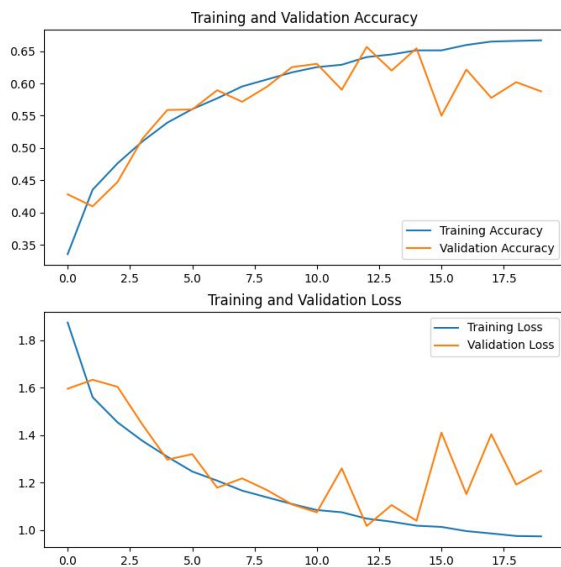 Training and Validation Accuracy
0.65
0.60
0.55
0.50
0.45
0.40
0.35
Training Accuracy
Validation Accuracy
0.0 2.5 5.0 7.5 10.0 12.5 15.0 17.5
Training and Validation Loss
1.8
1.6
1.4
1.2
1.0
Training Loss
Validation Loss
0.0 2.5 5.0 7.5 10.0 12.5 15.0 17.5